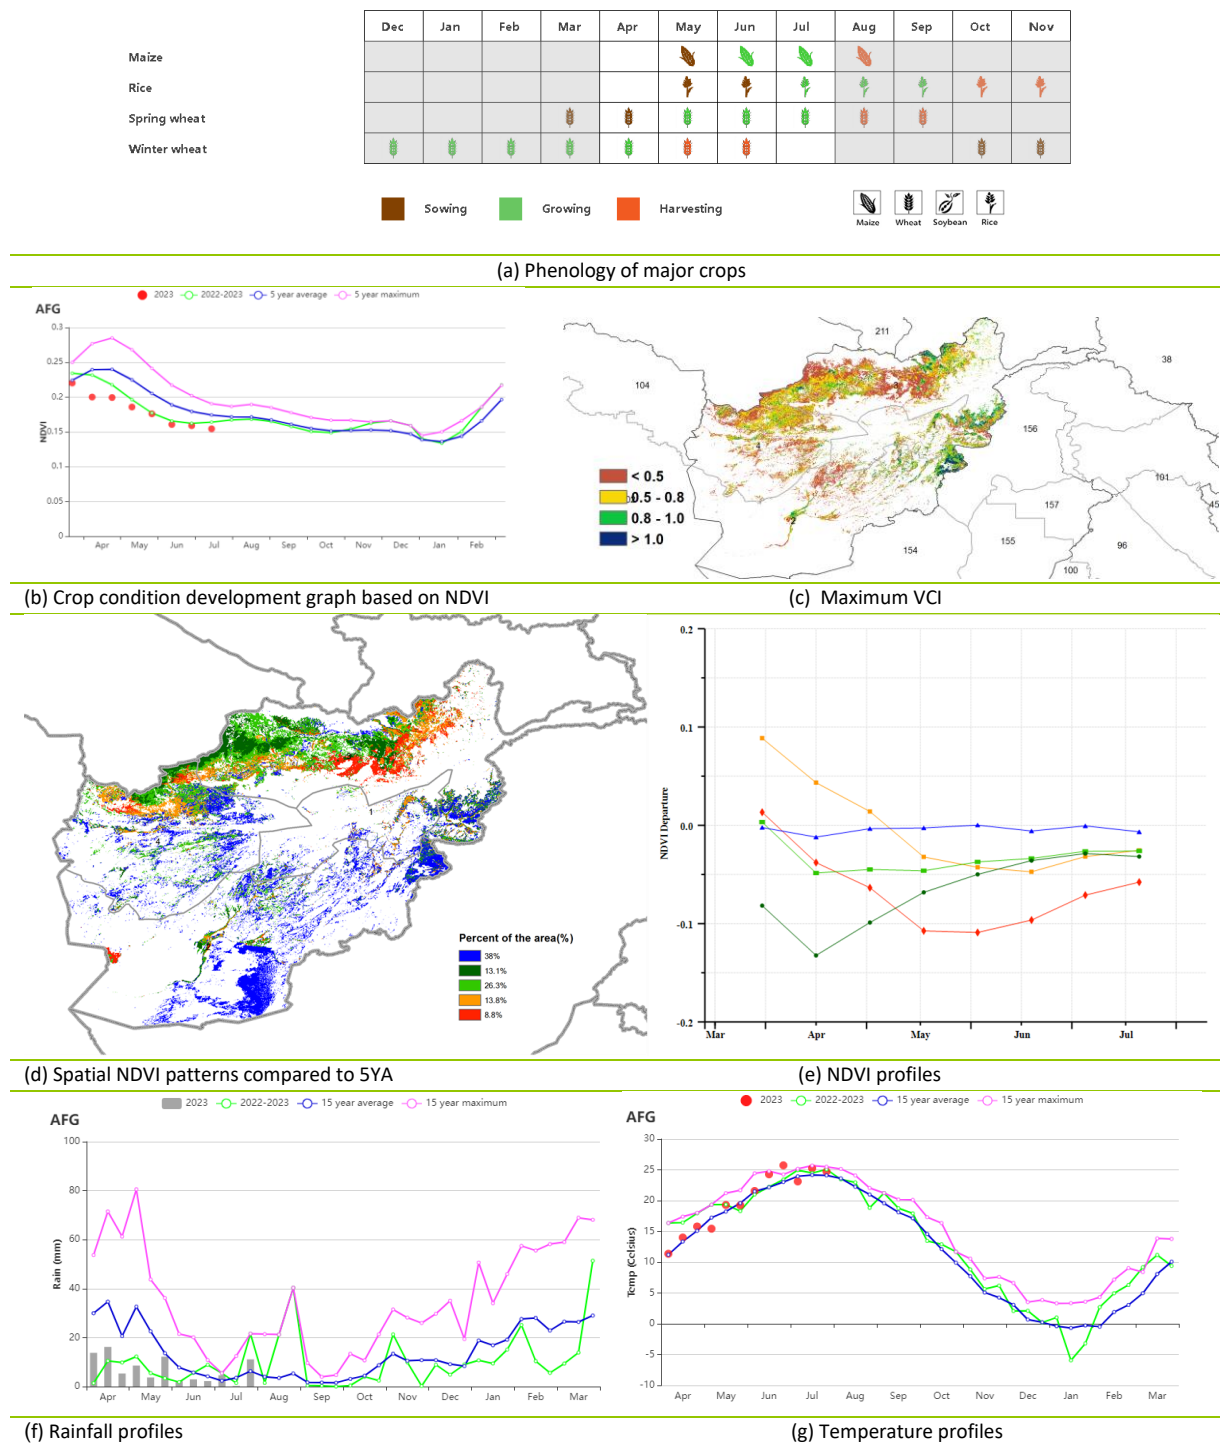 Dec Jan Feb Mar Apr May Jun Jul Aug Sep Oct Nov
Maize
Rice
Spring wheat
Winter wheat
Sowing Growing Harvesting
Maize Wheat Soybean Rice
(a) Phenology of major crops
2023 2022-2023 5 year average 5 year maximum
AFG
NDVI
0.3
0.25
0.2
0.15
0.1
0.05
0
Apr May Jun Jul Aug Sep Oct Nov Dec Jan Feb
211
38
104
156
4
2
101
45
157
155
154
96
100
< 0.5
0.5 - 0.8
0.8 - 1.0
> 1.0
(b) Crop condition development graph based on NDVI
(c) Maximum VCI
1
Percent of the area(%)
38%
13.1%
26.3%
13.8%
8.8%
0.2
0.1
0.0
-0.1
-0.2
NDVI Departure
Mar Apr May Jun Jul
(d) Spatial NDVI patterns compared to 5YA
(e) NDVI profiles
2023 2022-2023 15 year average 15 year maximum
AFG
Rain (mm)
100
80
60
40
20
0
Apr May Jun Jul Aug Sep Oct Nov Dec Jan Feb Mar
2023 2022-2023 15 year average 15 year maximum
AFG
Temp (Celsius)
30
25
20
15
10
5
0
-5
-10
Apr May Jun Jul Aug Sep Oct Nov Dec Jan Feb Mar
(f) Rainfall profiles
(g) Temperature profiles